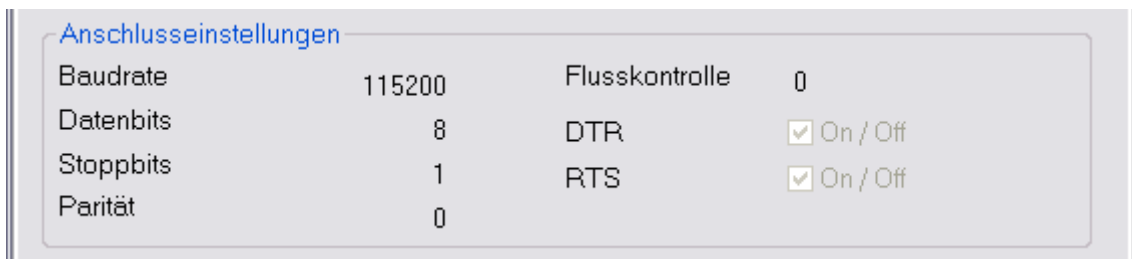 Anschlusseinstellungen
Baudrate 115200 Flusskontrolle 0
Datenbits 8 DTR On / Off
Stoppbits 1 RTS On / Off
Parität 0